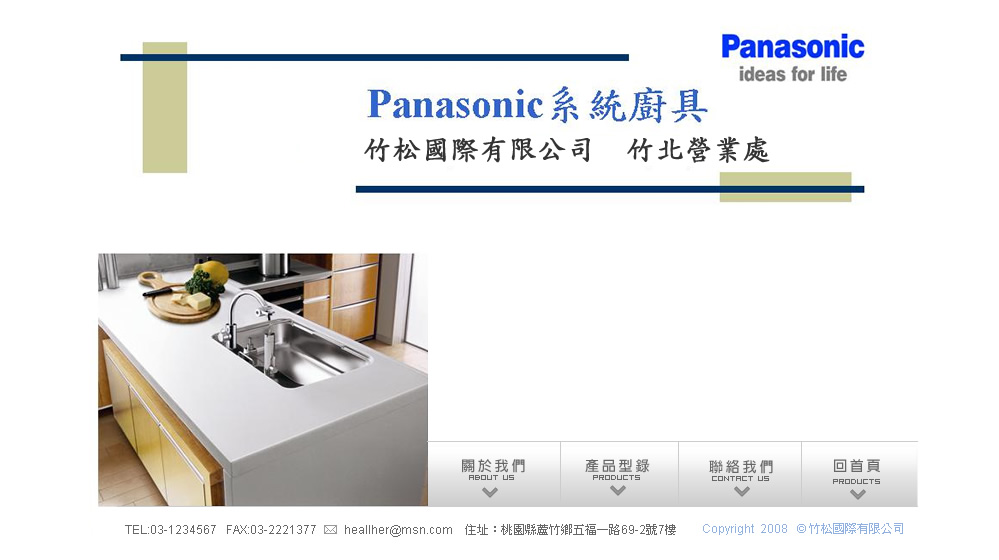 Panasonic
ideas for life
Panasonic系統廚具
竹松國際有限公司 竹北營業處
關於我們
ABOUT US
產品型錄
PRODUCTS
聯絡我們
CONTACT US
回首頁
PRODUCTS
TEL:03-1234567 FAX:03-2221377 heallher@msn.com 住址：桃園縣蘆竹鄉五福一路69-2號7樓 Copyright 2008 ©竹松國際有限公司